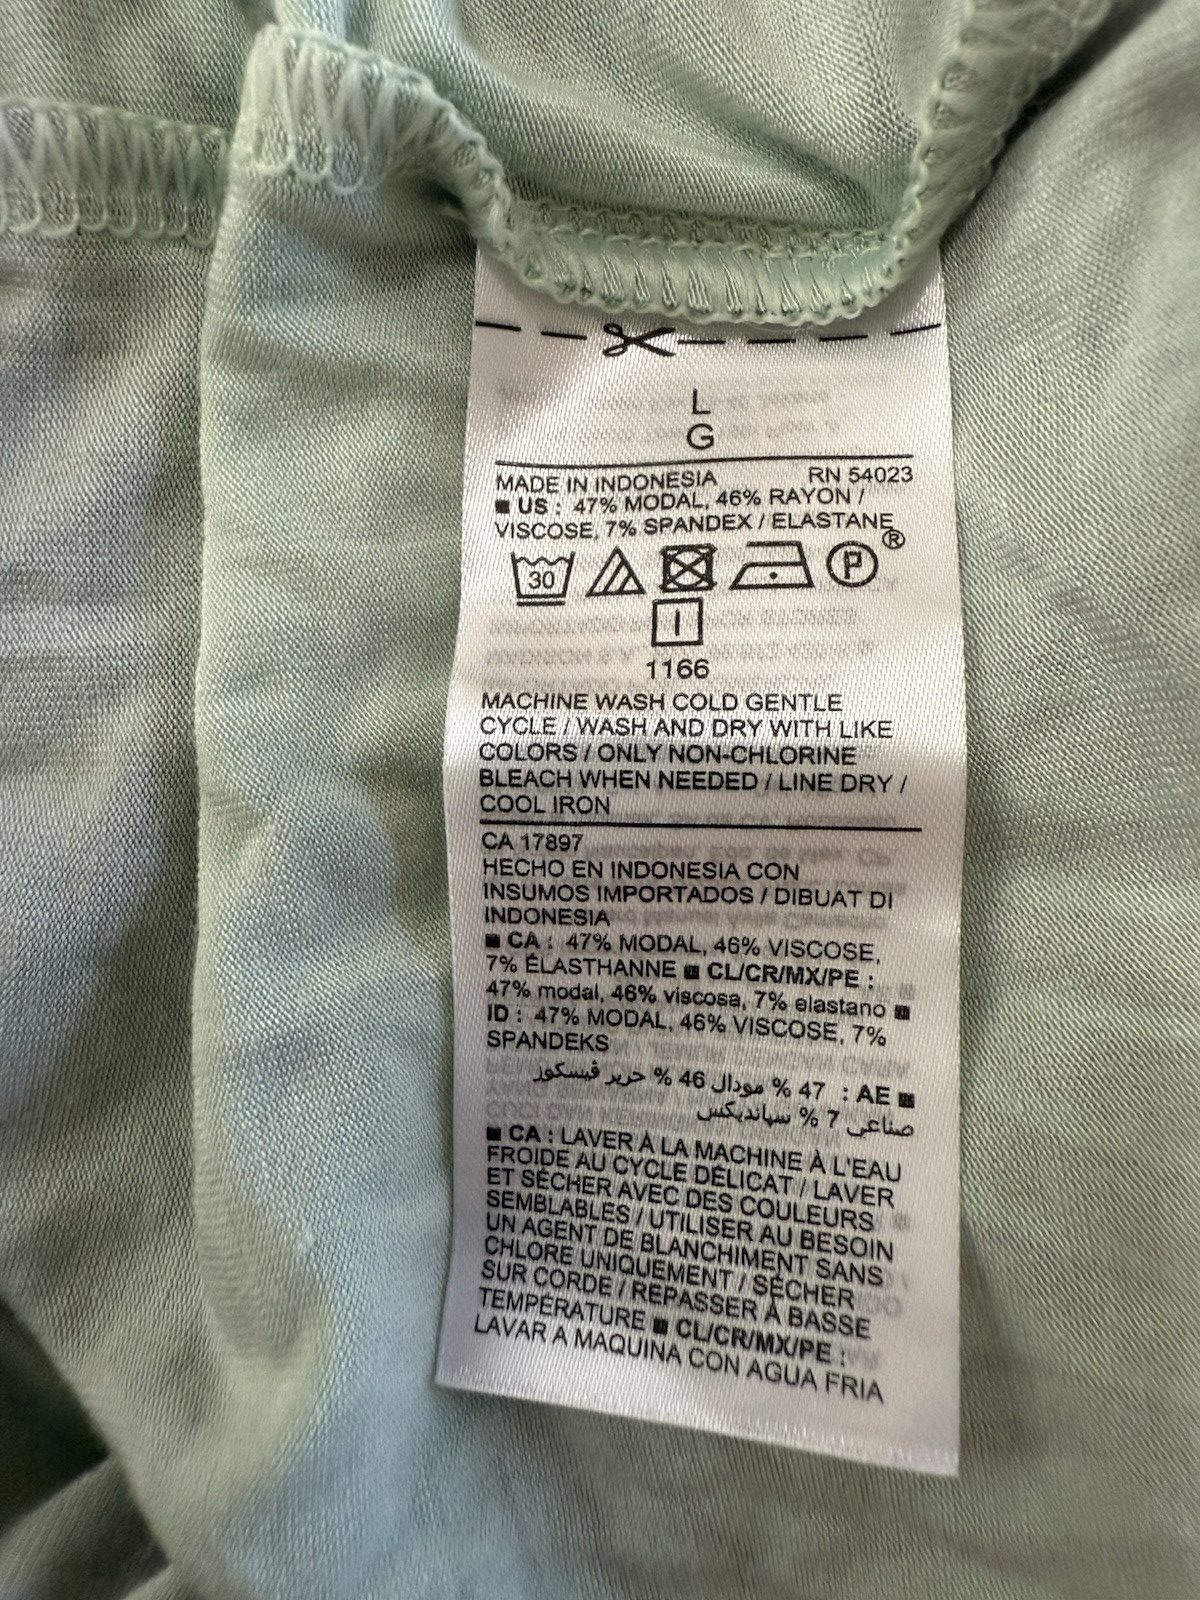 L
G
MADE IN INDONESIA RN 54023
■ US : 47% MODAL, 46% RAYON /
VISCOSE, 7% SPANDEX / ELASTANE
®
30 P
1166
MACHINE WASH COLD GENTLE
CYCLE / WASH AND DRY WITH LIKE
COLORS / ONLY NON-CHLORINE
BLEACH WHEN NEEDED / LINE DRY /
COOL IRON
CA 17897
HECHO EN INDONESIA CON
INSUMOS IMPORTADOS / DIBUAT DI
INDONESIA
■ CA : 47% MODAL, 46% VISCOSE,
7% ÉLASTHANNE ■ CL/CR/MX/PE :
47% modal, 46% viscosa, 7% elastano ■
ID : 47% MODAL, 46% VISCOSE, 7%
SPANDEKS
■ AE : 47 % مودال 46 % حرير ڤيسكوز
صناعي 7 % سباندیکس
■ CA : LAVER À LA MACHINE À L'EAU
FROIDE AU CYCLE DÉLICAT / LAVER
ET SÉCHER AVEC DES COULEURS
SEMBLABLES / UTILISER AU BESOIN
UN AGENT DE BLANCHIMENT SANS
CHLORE UNIQUEMENT / SÉCHER
SUR CORDE / REPASSER À BASSE
TEMPÉRATURE ■ CL/CR/MX/PE :
LAVAR A MAQUINA CON AGUA FRIA